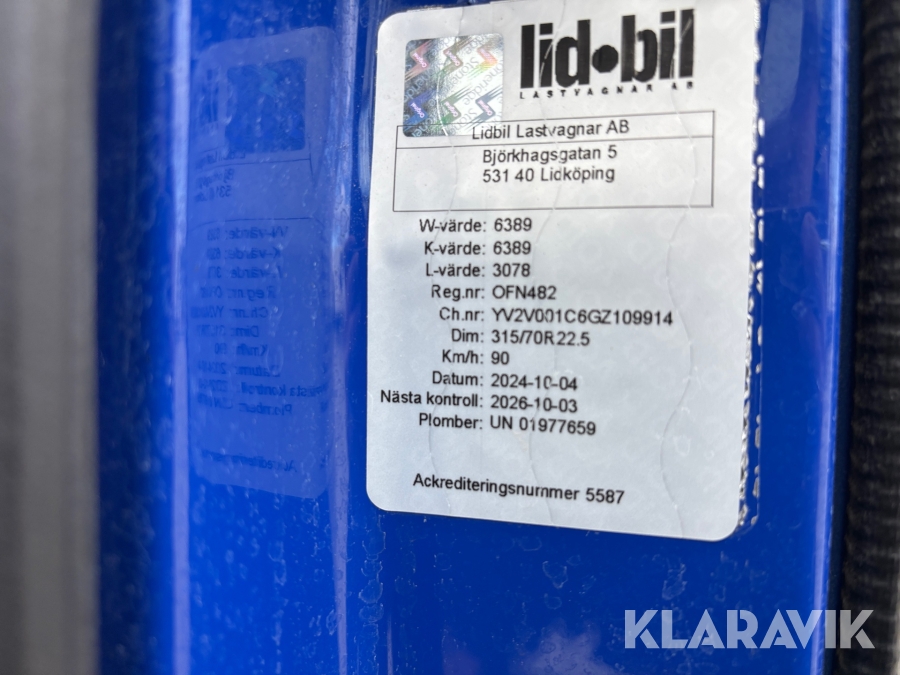 lid•bil
LASTVAGNAR AB
Lidbil Lastvagnar AB
Björkhagsgatan 5
531 40 Lidköping
W-värde: 6389
K-värde: 6389
L-värde: 3078
Reg.nr: OFN482
Ch.nr: YV2V001C6GZ109914
Dim: 315/70R22.5
Km/h: 90
Datum: 2024-10-04
Nästa kontroll: 2026-10-03
Plomber: UN 01977659
Ackrediteringsnummer 5587
KLARAVIK